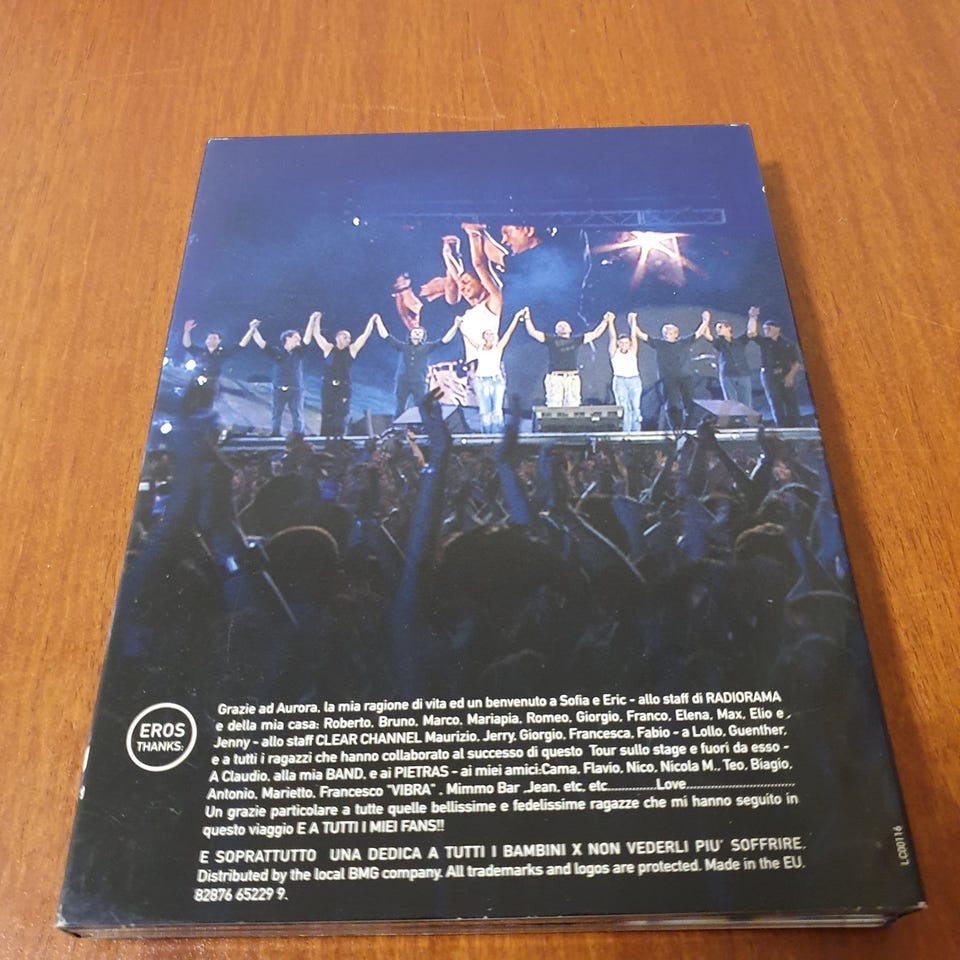 EROS
THANKS:
Grazie ad Aurora, la mia ragione di vita ed un benvenuto a Sofia e Eric - allo staff di RADIORAMA
e della mia casa: Roberto, Bruno, Marco, Mariapia, Romeo, Giorgio, Franco, Elena, Max, Elio e,
Jenny - allo staff CLEAR CHANNEL Maurizio, Jerry, Giorgio, Francesca, Fabio - a Lollo, Guenther,
e a tutti i ragazzi che hanno collaborato al successo di questo Tour sullo stage e fuori da esso -
A Claudio, alla mia BAND, e ai PIETRAS - ai miei amici:Cama, Flavio, Nico, Nicola M., Teo, Biagio,
Antonio, Marietto, Francesco "VIBRA" , Mimmo Bar ,Jean, etc, etc..............Love................................
Un grazie particolare a tutte quelle bellissime e fedelissime ragazze che mi hanno seguito in
questo viaggio E A TUTTI I MIEI FANS!!
E SOPRATTUTTO UNA DEDICA A TUTTI I BAMBINI X NON VEDERLI PIU' SOFFRIRE.
Distributed by the local BMG company. All trademarks and logos are protected. Made in the EU.
82876 65229 9.
LC00116